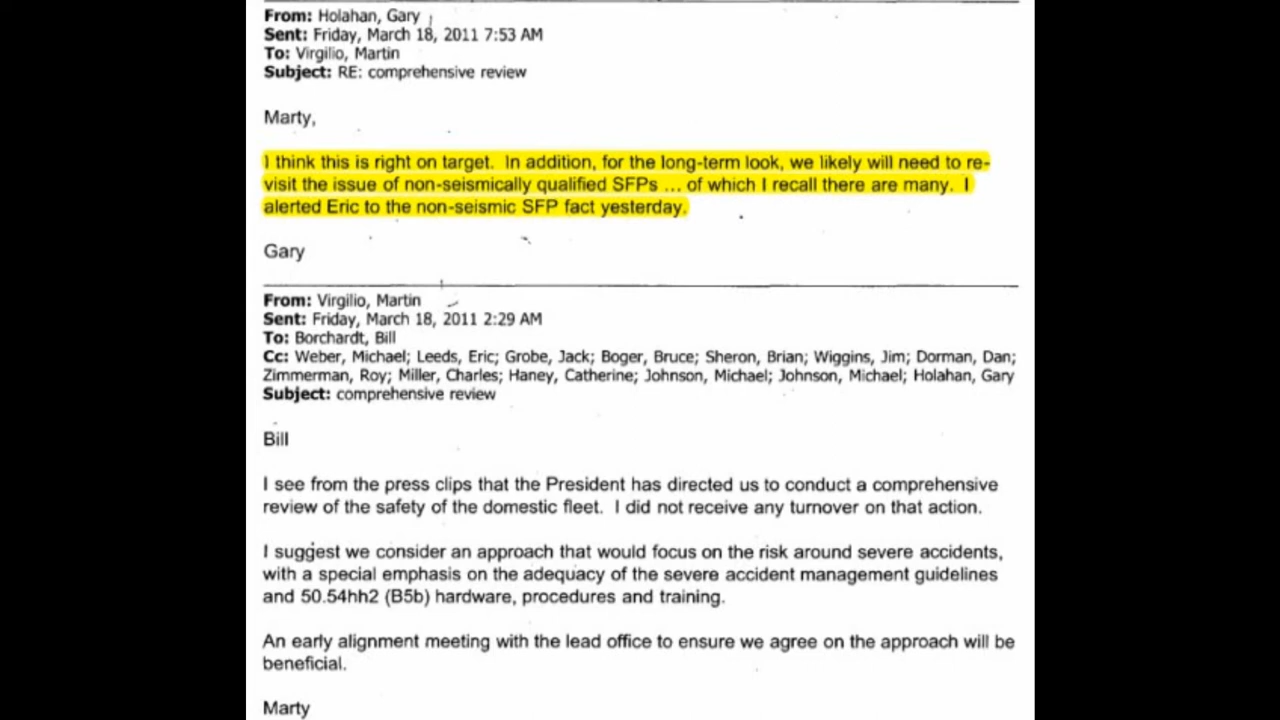 From: Holahan, Gary
Sent: Friday, March 18, 2011 7:53 AM
To: Virgilio, Martin
Subject: RE: comprehensive review
Marty,
I think this is right on target. In addition, for the long-term look, we likely will need to re-
visit the issue of non-seismically qualified SFPs ... of which I recall there are many. I
alerted Eric to the non-seismic SFP fact yesterday.
Gary
From: Virgilio, Martin
Sent: Friday, March 18, 2011 2:29 AM
To: Borchardt, Bill
Cc: Weber, Michael; Leeds, Eric; Grobe, Jack; Boger, Bruce; Sheron, Brian; Wiggins, Jim; Dorman, Dan;
Zimmerman, Roy; Miller, Charles; Haney, Catherine; Johnson, Michael; Johnson, Michael; Holahan, Gary
Subject: comprehensive review
Bill
I see from the press clips that the President has directed us to conduct a comprehensive
review of the safety of the domestic fleet. I did not receive any turnover on that action.
I suggest we consider an approach that would focus on the risk around severe accidents,
with a special emphasis on the adequacy of the severe accident management guidelines
and 50.54hh2 (B5b) hardware, procedures and training.
An early alignment meeting with the lead office to ensure we agree on the approach will be
beneficial.
Marty